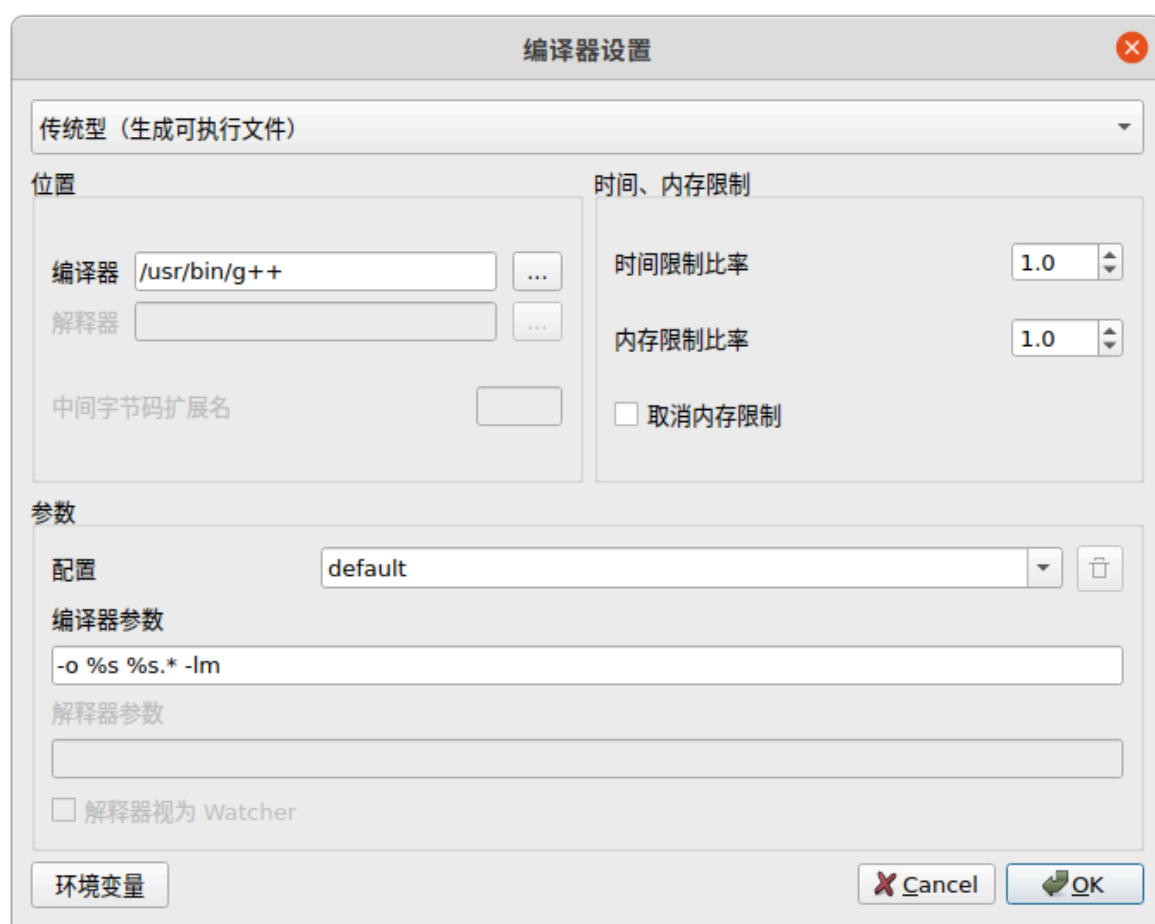 编译器设置
传统型（生成可执行文件）
位置
编译器 /usr/bin/g++ ...
解释器 ...
中间字节码扩展名
时间、内存限制
时间限制比率 1.0
内存限制比率 1.0
取消内存限制
参数
配置 default
编译器参数
-o %s %s.* -lm
解释器参数
解释器视为 Watcher
环境变量 Cancel OK